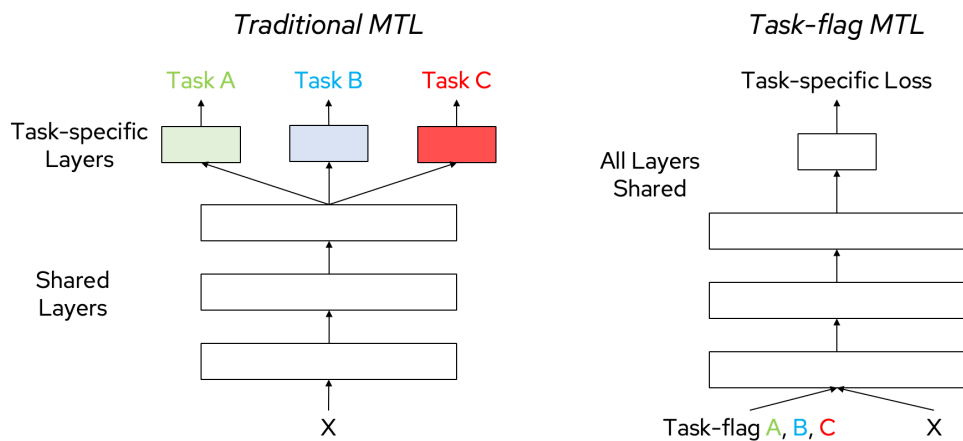 Traditional MTL
Task A
Task B
Task C
Task-specific
Layers
Shared
Layers
X
Task-flag MTL
Task-specific Loss
All Layers
Shared
Task-flag A, B, C
X